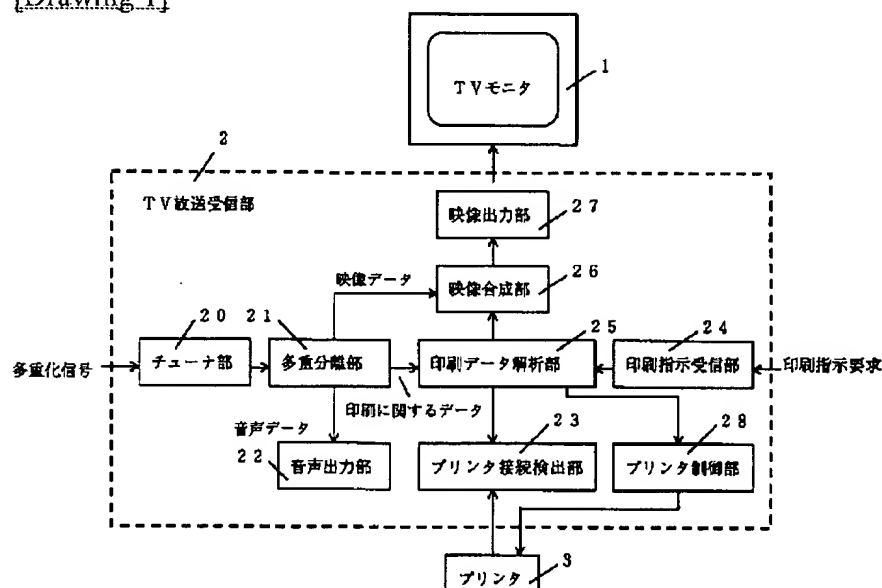 [Drawing 1]
TVモニタ
1
2
TV放送受信部
映像出力部
27
映像データ
映像合成部
26
20
21
25
24
多重化信号
チューナ部
多重分離部
印刷データ解析部
印刷指示受信部
印刷指示要求
印刷に関するデータ
音声データ
23
28
22
音声出力部
プリンタ接続検出部
プリンタ制御部
プリンタ
3